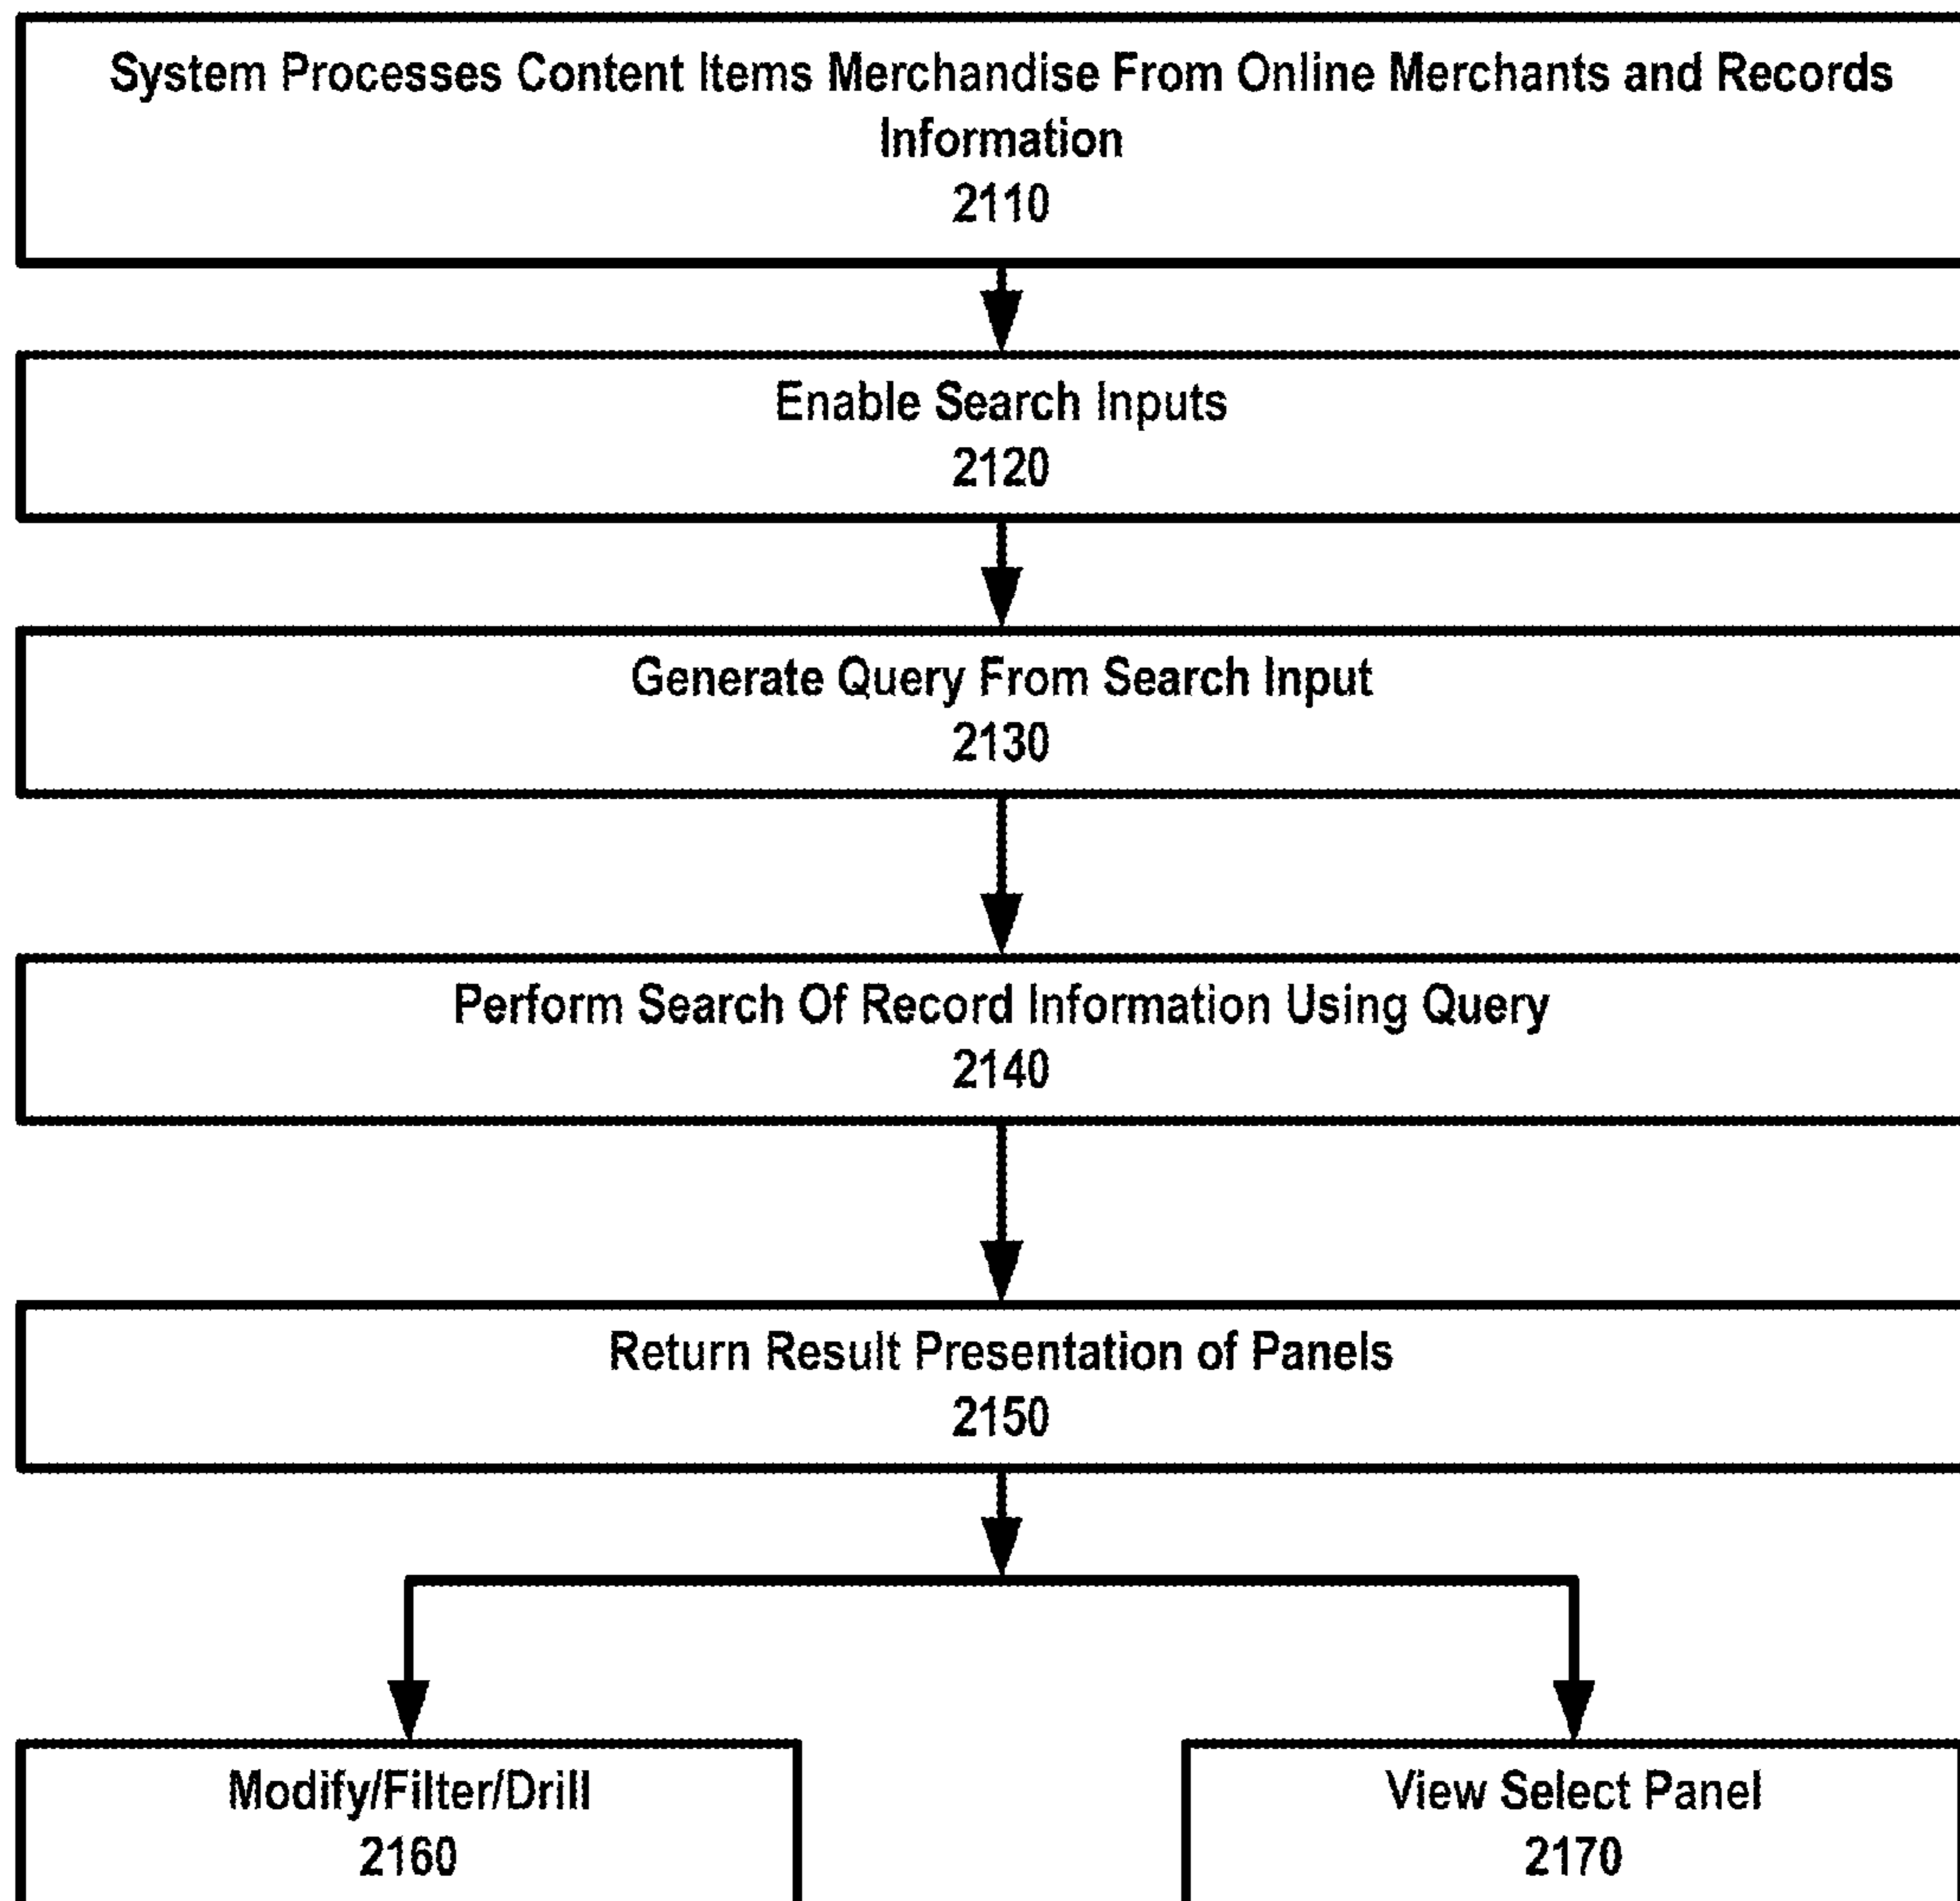 System Processes Content Items Merchandise From Online Merchants and Records
Information
2110
Enable Search Inputs
2120
Generate Query From Search Input
2130
Perform Search Of Record Information Using Query
2140
Return Result Presentation of Panels
2150
Modify/Filter/Drill
2160
View Select Panel
2170